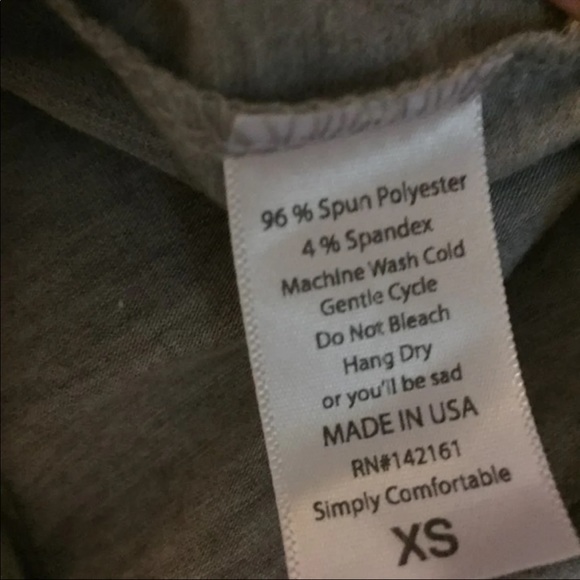 96 % Spun Polyester
4 % Spandex
Machine Wash Cold
Gentle Cycle
Do Not Bleach
Hang Dry
or you'll be sad
MADE IN USA
RN#142161
Simply Comfortable
XS